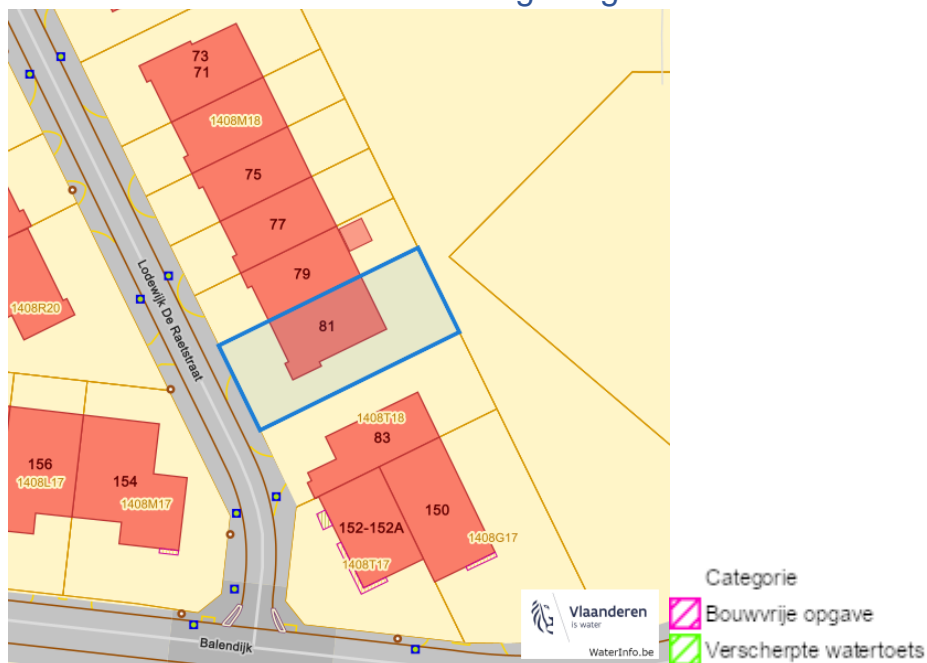 73
71
1408M18
75
77
79
81
Lodewijk De Raetstraat
1408R20
1408T18
83
156
1408L17
154
1408M17
150
152-152A
1408G17
1408T17
Balendijk
Vlaanderen
is water
WaterInfo.be
Categorie
Bouwvrije opgave
Verscherpte watertoets